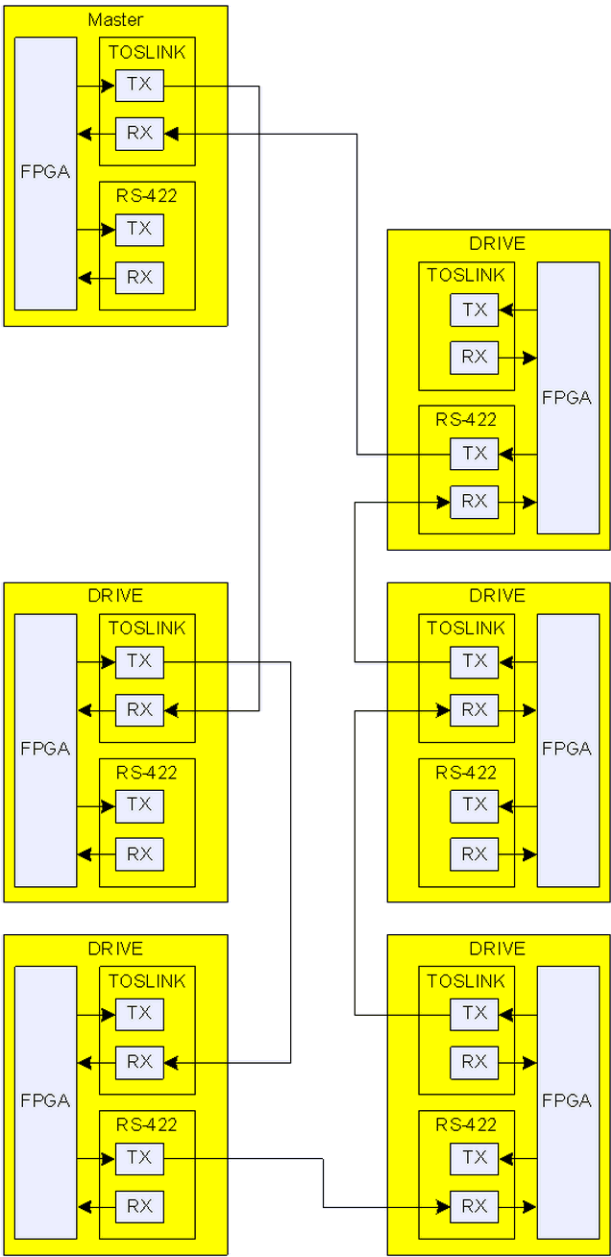 Master
TOSLINK
TX
RX
FPGA
RS-422
TX
RX
DRIVE
TOSLINK
TX
RX
FPGA
RS-422
TX
RX
DRIVE
TOSLINK
TX
RX
FPGA
RS-422
TX
RX
DRIVE
TOSLINK
TX
RX
FPGA
RS-422
TX
RX
DRIVE
TOSLINK
TX
RX
FPGA
RS-422
TX
RX
DRIVE
TOSLINK
TX
RX
FPGA
RS-422
TX
RX